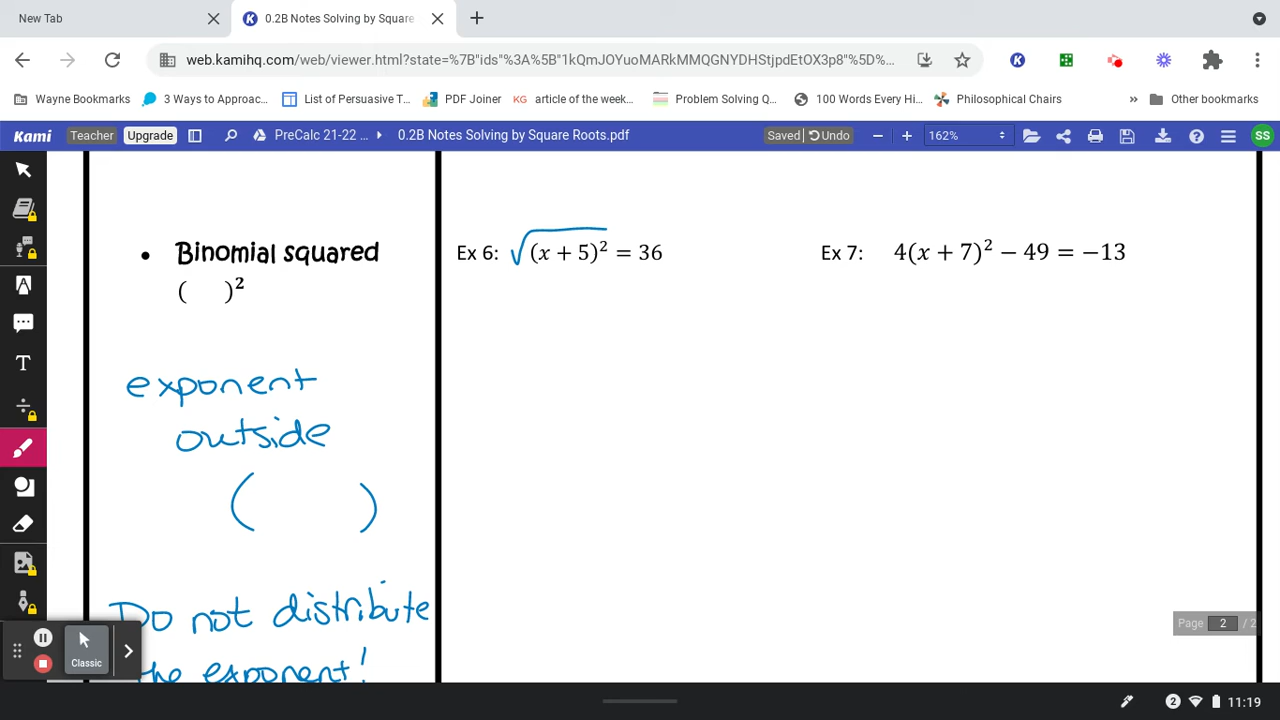 New Tab
0.2B Notes Solving by Square
web.kamihq.com/web/viewer.html?state=%7B"ids"%3A%5B"1kQmJOYuoMARkMMQGNYDHStjpdEtOX3p8"%5D%2C...
Wayne Bookmarks
3 Ways to Approac...
List of Persuasive T...
PDF Joiner
KG article of the week...
Problem Solving Q...
100 Words Every Hi...
Philosophical Chairs
» Other bookmarks
Kami Teacher Upgrade
PreCalc 21-22 ...
0.2B Notes Solving by Square Roots.pdf
Saved Undo
162%
SS
• Binomial squared
( )²
exponent
outside
( )
Do not distribute
the exponent!
Ex 6: √(x + 5)² = 36
Ex 7: 4(x + 7)² − 49 = −13
Page 2 / 2
Classic
2 11:19